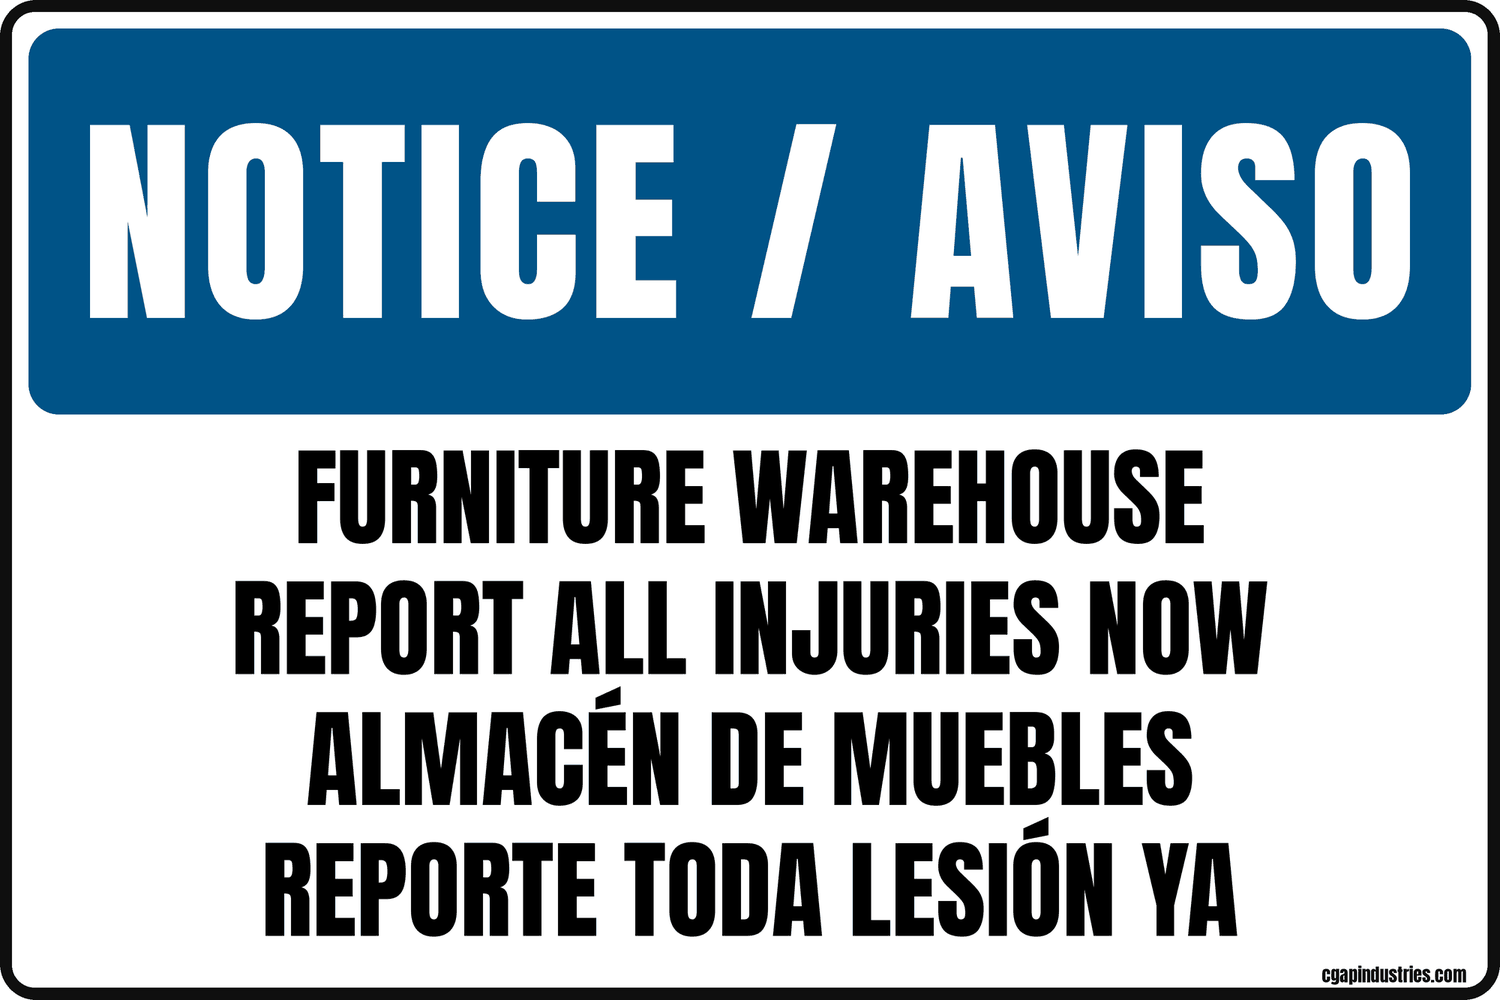 NOTICE / AVISO
FURNITURE WAREHOUSE
REPORT ALL INJURIES NOW
ALMACÉN DE MUEBLES
REPORTE TODA LESIÓN YA
cgapindustries.com